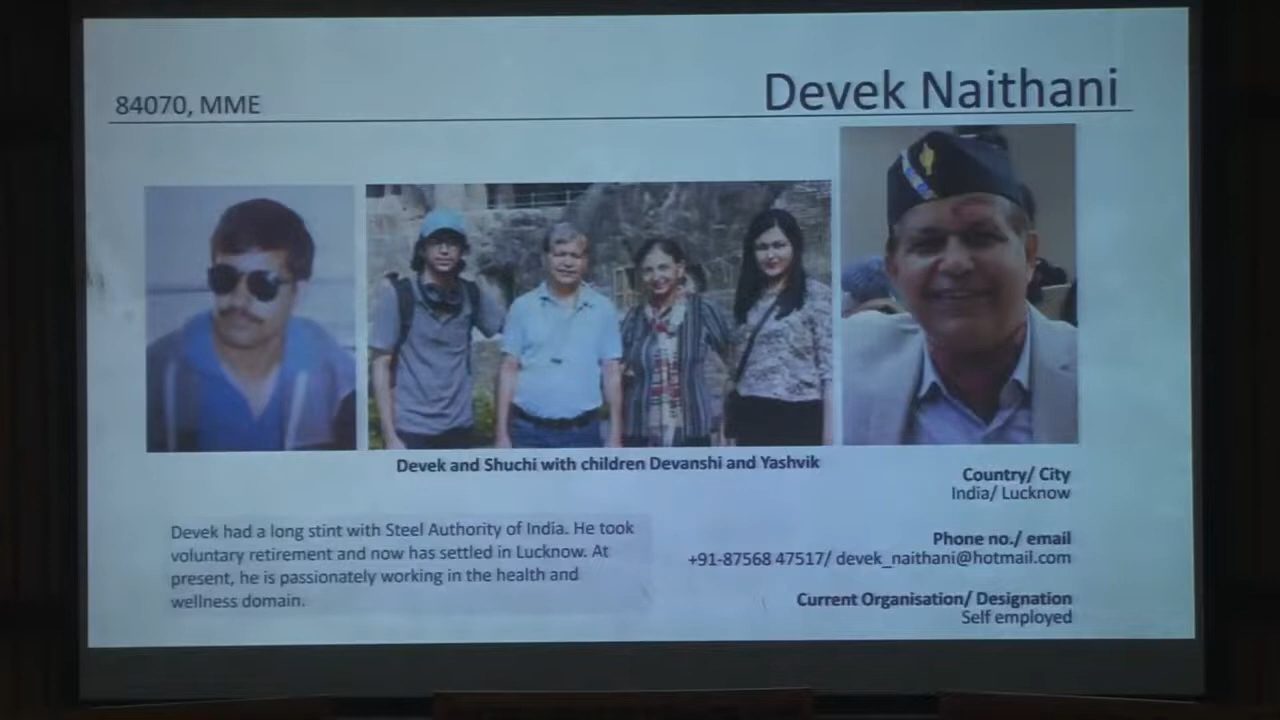 84070, MME
Devek Naithani
Devek and Shuchi with children Devanshi and Yashvik
Devek had a long stint with Steel Authority of India. He took
voluntary retirement and now has settled in Lucknow. At
present, he is passionately working in the health and
wellness domain.
Country/ City
India/ Lucknow
Phone no./ email
+91-87568 47517/ devek_naithani@hotmail.com
Current Organisation/ Designation
Self employed